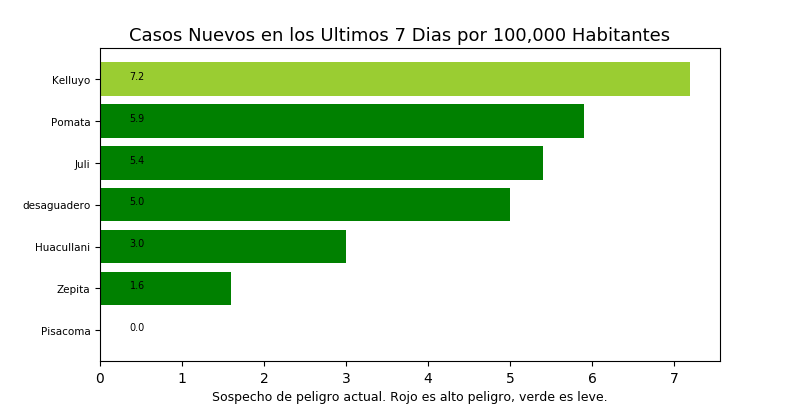 Casos Nuevos en los Ultimos 7 Dias por 100,000 Habitantes
Kelluyo 7.2
Pomata 5.9
Juli 5.4
desaguadero 5.0
Huacullani 3.0
Zepita 1.6
Pisacoma 0.0
0 1 2 3 4 5 6 7
Sospecho de peligro actual. Rojo es alto peligro, verde es leve.